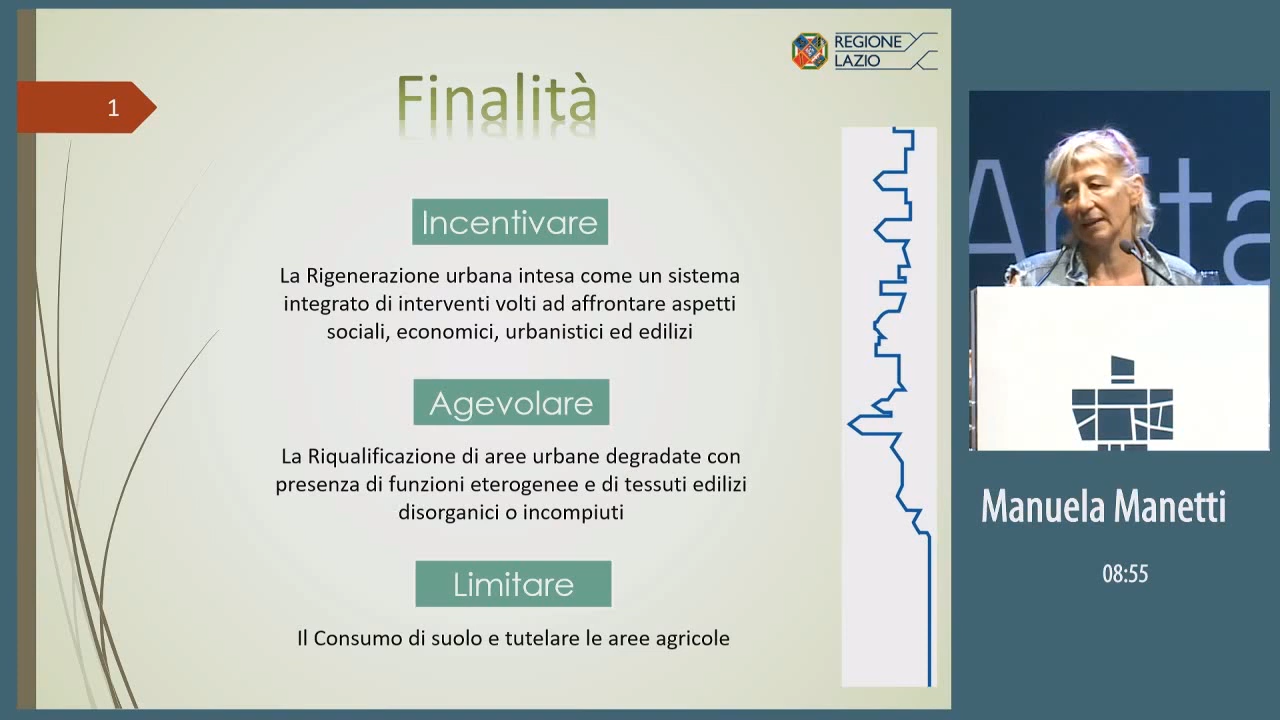 REGIONE
LAZIO
1
Finalità
Incentivare
La Rigenerazione urbana intesa come un sistema
integrato di interventi volti ad affrontare aspetti
sociali, economici, urbanistici ed edilizi
Agevolare
La Riqualificazione di aree urbane degradate con
presenza di funzioni eterogenee e di tessuti edilizi
disorganici o incompiuti
Limitare
Il Consumo di suolo e tutelare le aree agricole
Manuela Manetti
08:55